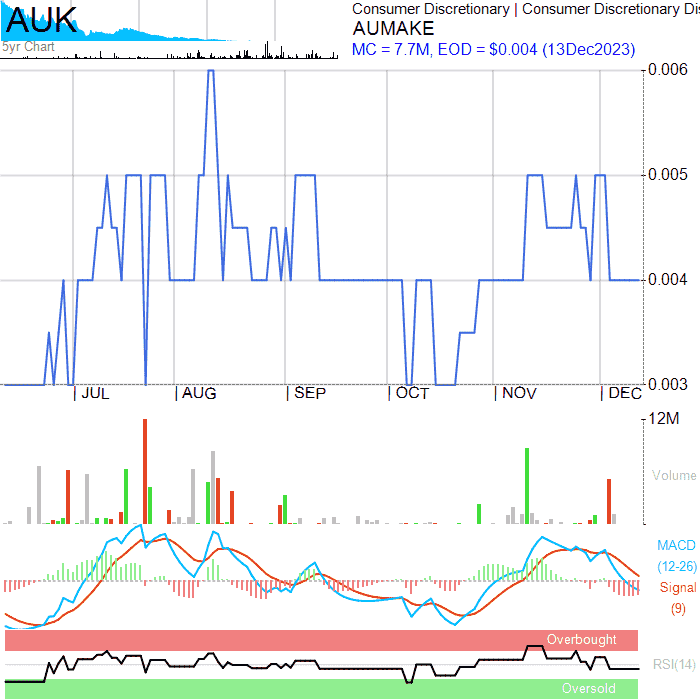 AUK
5yr Chart
Consumer Discretionary | Consumer Discretionary Dis
AUMAKE
MC = 7.7M, EOD = $0.004 (13Dec2023)
0.006
0.005
0.004
0.003
JUL
AUG
SEP
OCT
NOV
DEC
12M
Volume
MACD
(12-26)
Signal
(9)
Overbought
RSI(14)
Oversold